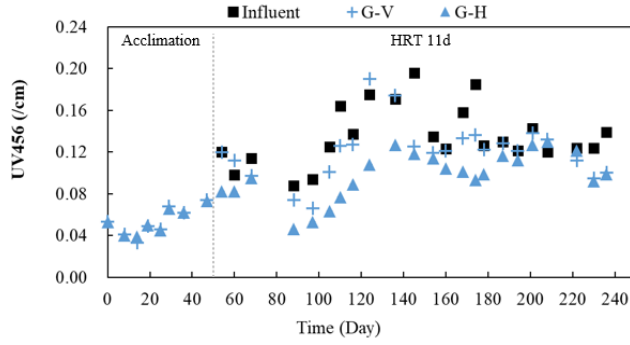 Influent G-V G-H
Acclimation HRT 11d
UV456 (/cm)
0.24
0.20
0.16
0.12
0.08
0.04
0.00
0 20 40 60 80 100 120 140 160 180 200 220 240
Time (Day)